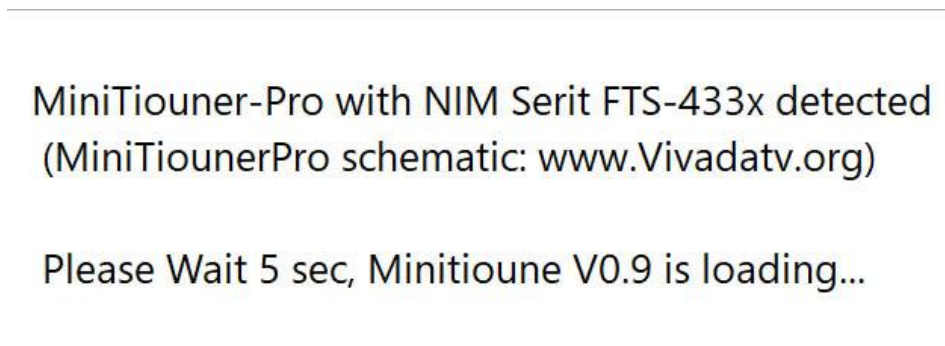 MiniTiouner-Pro with NIM Serit FTS-433x detected
(MiniTiounerPro schematic: www.Vivadatv.org)
Please Wait 5 sec, Minitioune V0.9 is loading...